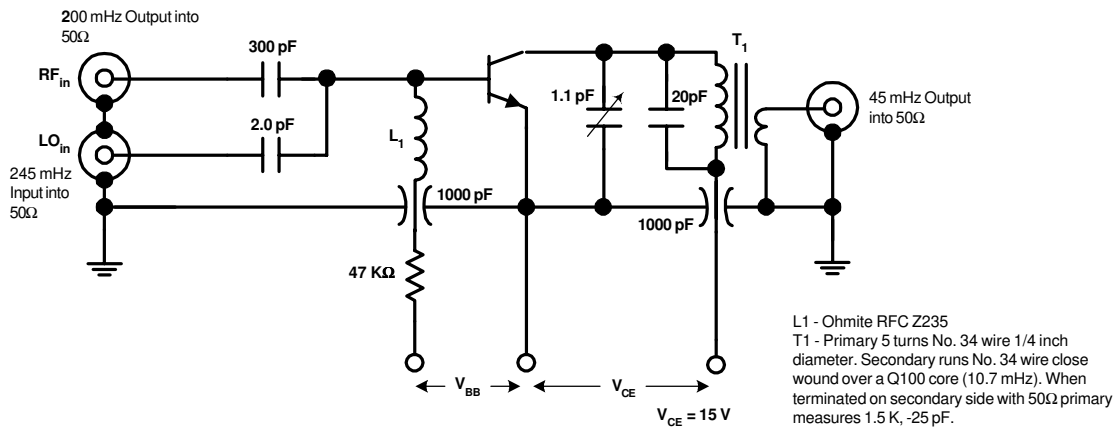 200 mHz Output into
50Ω
RF in
300 pF
2.0 pF
LO in
245 mHz
Input into
50Ω
L1
1000 pF
47 KΩ
1.1 pF
20pF
T1
45 mHz Output
into 50Ω
1000 pF
VBB
VCE
VCE = 15 V
L1 - Ohmite RFC Z235
T1 - Primary 5 turns No. 34 wire 1/4 inch
diameter. Secondary runs No. 34 wire close
wound over a Q100 core (10.7 mHz). When
terminated on secondary side with 50Ω primary
measures 1.5 K, -25 pF.